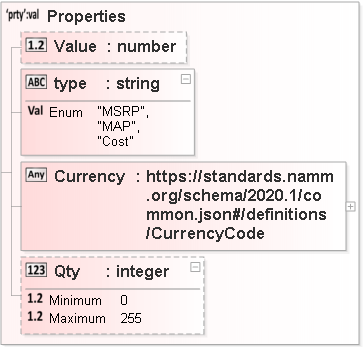 'prty':val Properties
1.2 Value : number
ABC type : string
Val Enum "MSRP",
"MAP",
"Cost"
Any Currency : https://standards.namm
.org/schema/2020.1/co
mmon.json#/definitions
/CurrencyCode
123 Qty : integer
1.2 Minimum 0
1.2 Maximum 255